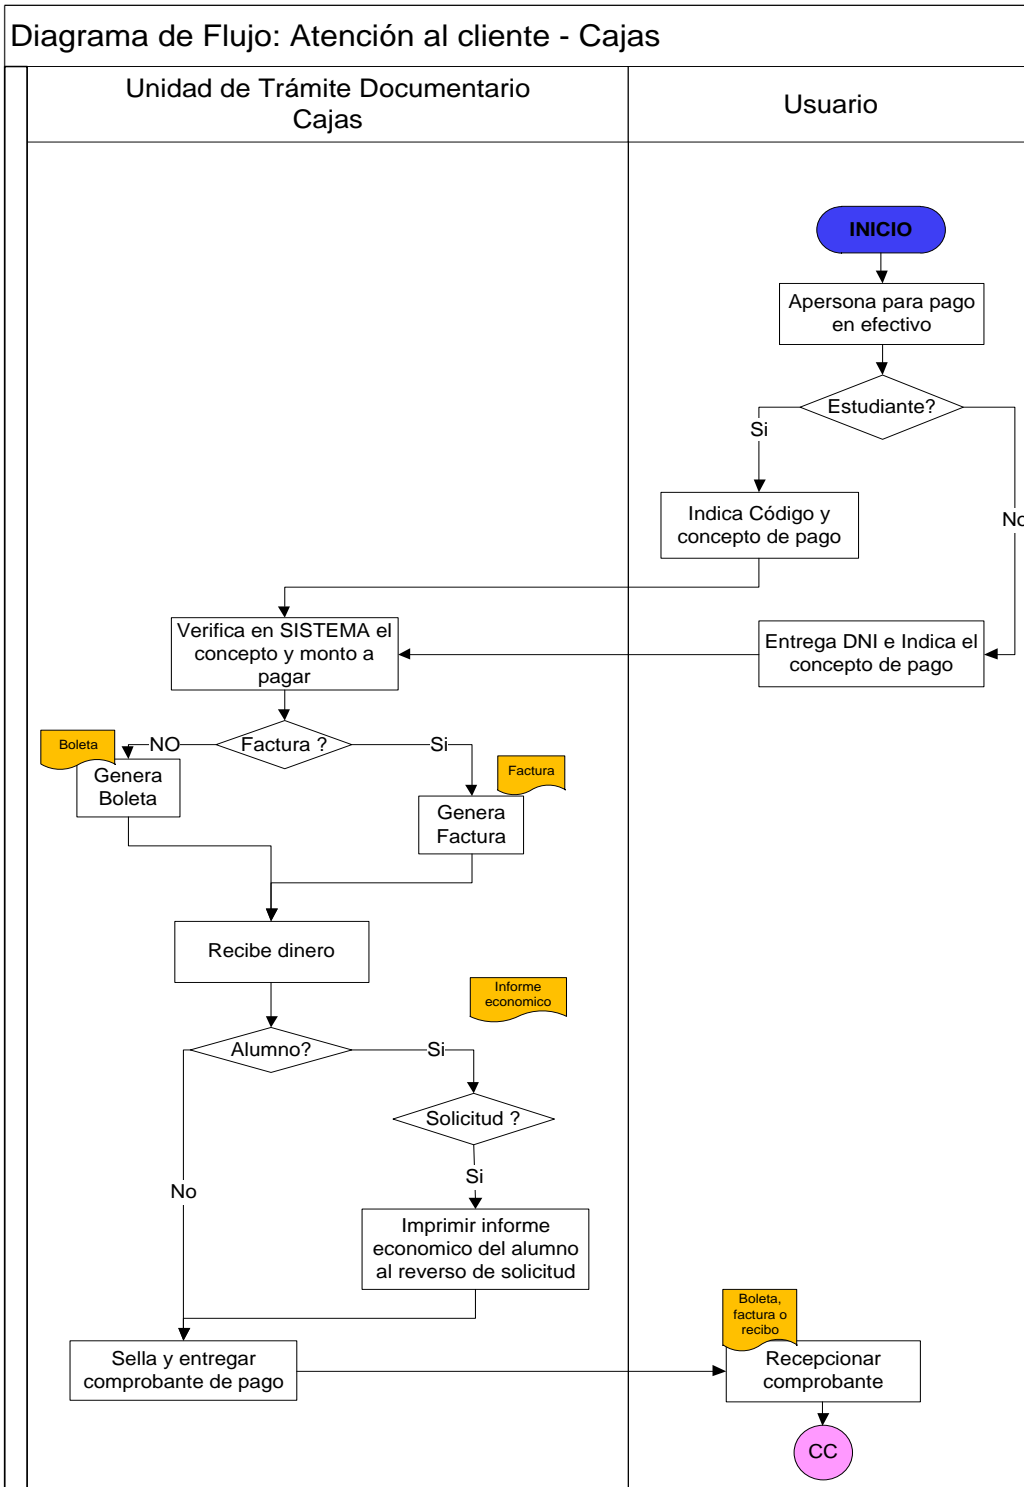 Diagrama de Flujo: Atención al cliente - Cajas
Unidad de Trámite Documentario
Cajas
Usuario
INICIO
Apersona para pago
en efectivo
Estudiante?
Si
No
Indica Código y
concepto de pago
Verifica en SISTEMA el
concepto y monto a
pagar
Entrega DNI e Indica el
concepto de pago
Boleta
NO
Factura ?
Si
Genera
Boleta
Factura
Genera
Factura
Recibe dinero
Informe
economico
Alumno?
Si
Solicitud ?
No
Si
Imprimir informe
economico del alumno
al reverso de solicitud
Boleta,
factura o
recibo
Sella y entregar
comprobante de pago
Recepcionar
comprobante
CC